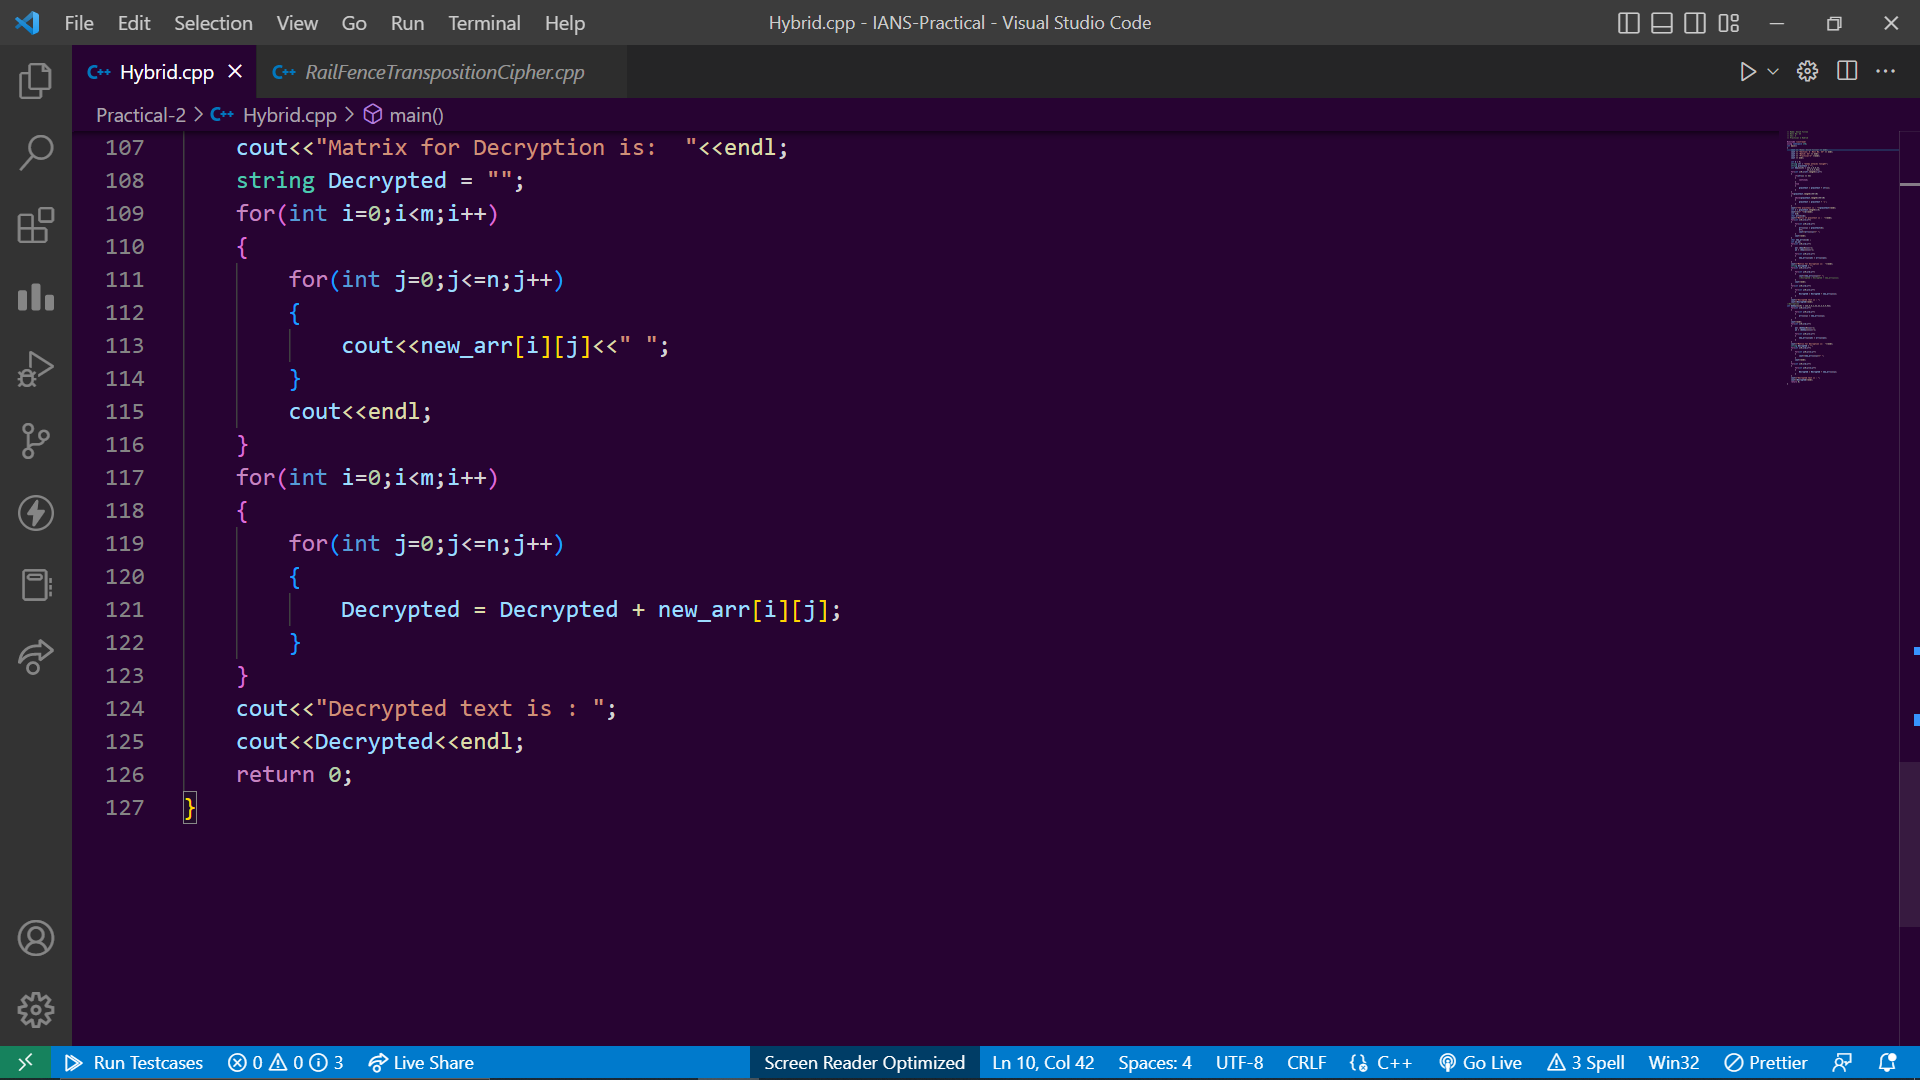 File Edit Selection View Go Run Terminal Help Hybrid.cpp - IANS-Practical - Visual Studio Code
C++ Hybrid.cpp C++ RailFenceTranspositionCipher.cpp
Practical-2 > C++ Hybrid.cpp > main()
107 cout<<"Matrix for Decryption is:  "<<endl;
108 string Decrypted = "";
109 for(int i=0;i<m;i++)
110 {
111 for(int j=0;j<=n;j++)
112 {
113 cout<<new_arr[i][j]<<" ";
114 }
115 cout<<endl;
116 }
117 for(int i=0;i<m;i++)
118 {
119 for(int j=0;j<=n;j++)
120 {
121 Decrypted = Decrypted + new_arr[i][j];
122 }
123 }
124 cout<<"Decrypted text is : ";
125 cout<<Decrypted<<endl;
126 return 0;
127 }
Run Testcases 0 0 3 Live Share Screen Reader Optimized Ln 10, Col 42 Spaces: 4 UTF-8 CRLF C++ Go Live 3 Spell Win32 Prettier